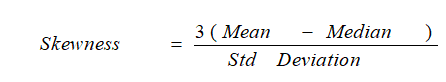 Skewness = 3 ( Mean − Median ) / Std Deviation